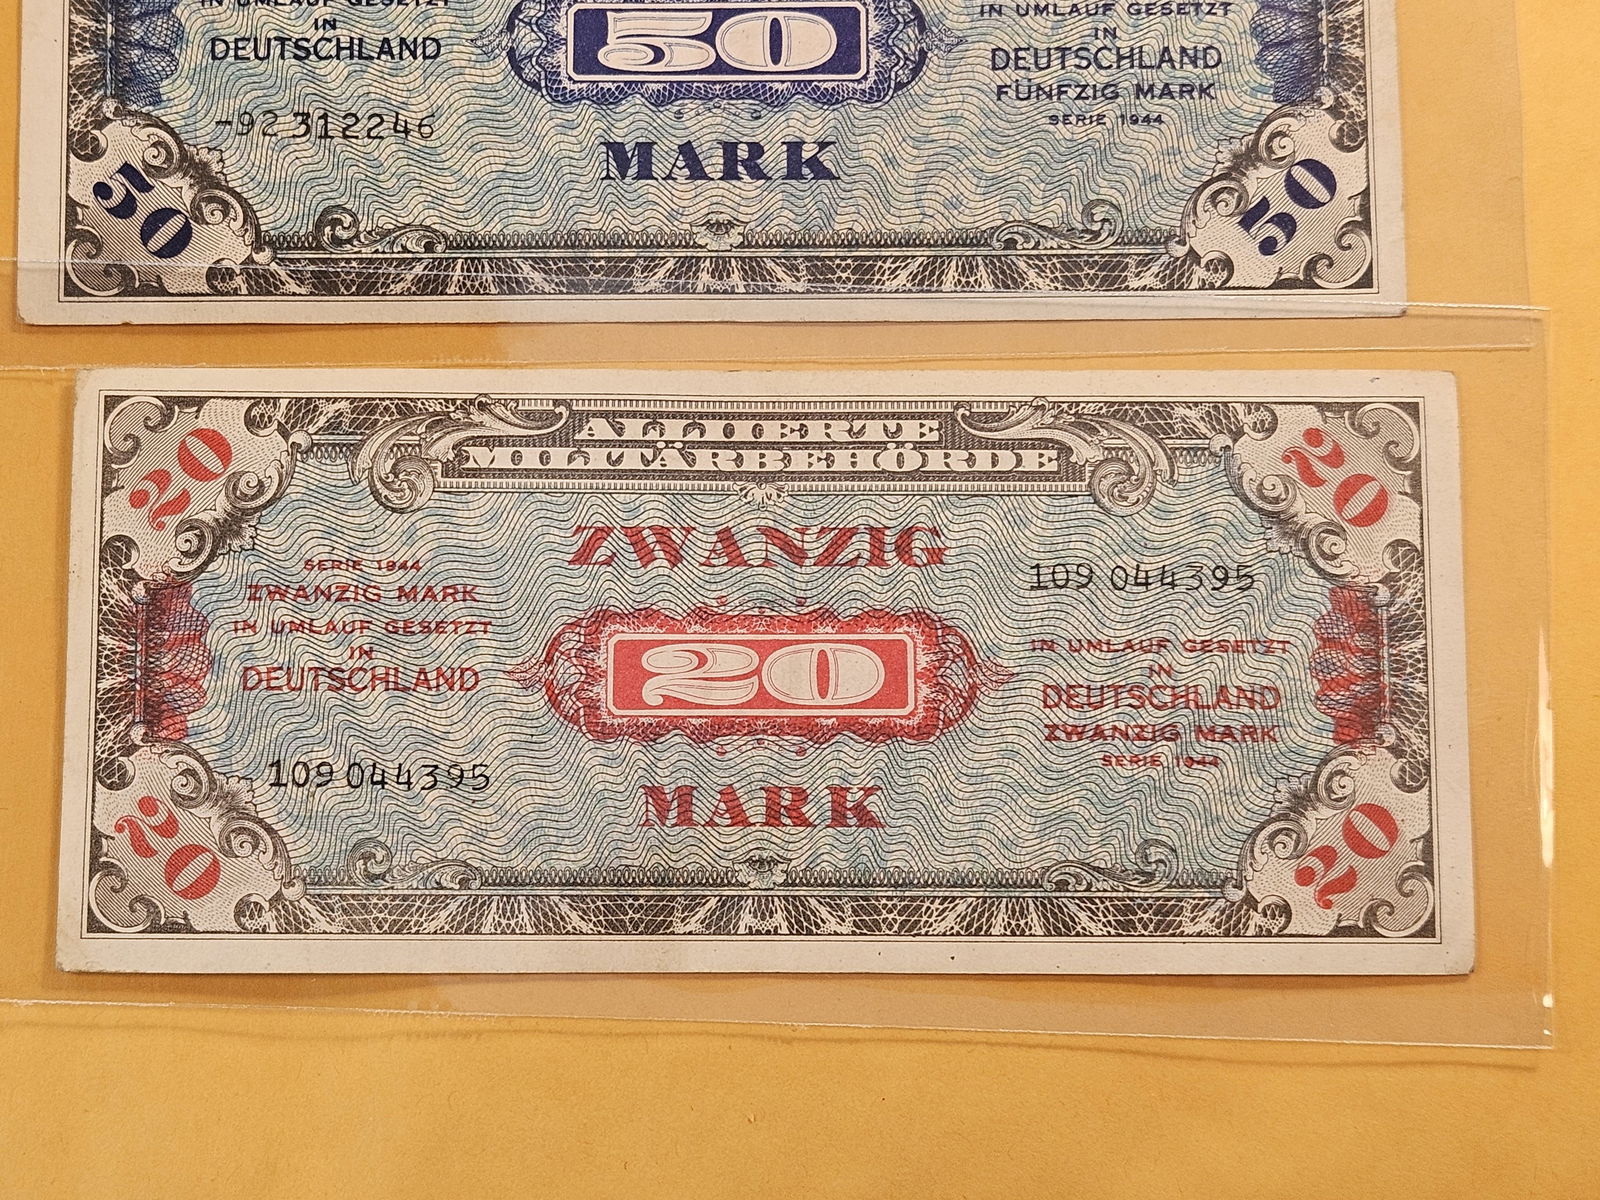 IN UMLAUF GESETZT
IN
DEUTSCHLAND
-92312246
50
MARK
IN UMLAUF GESETZT
IN
DEUTSCHLAND
FÜNFZIG MARK
SERIE 1944
50
50
20
ALLIIERTE
MILITÄRBEHÖRDE
20
ZWANZIG
SERIE 1944
ZWANZIG MARK
IN UMLAUF GESETZT
IN
DEUTSCHLAND
109044395
20
MARK
109 044395
IN UMLAUF GESETZT
IN
DEUTSCHLAND
ZWANZIG MARK
SERIE 1944
20
20